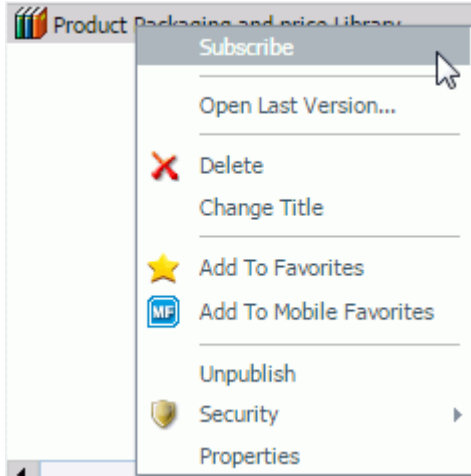 Product Packaging and price Library
Subscribe
Open Last Version...
Delete
Change Title
Add To Favorites
MF Add To Mobile Favorites
Unpublish
Security
Properties